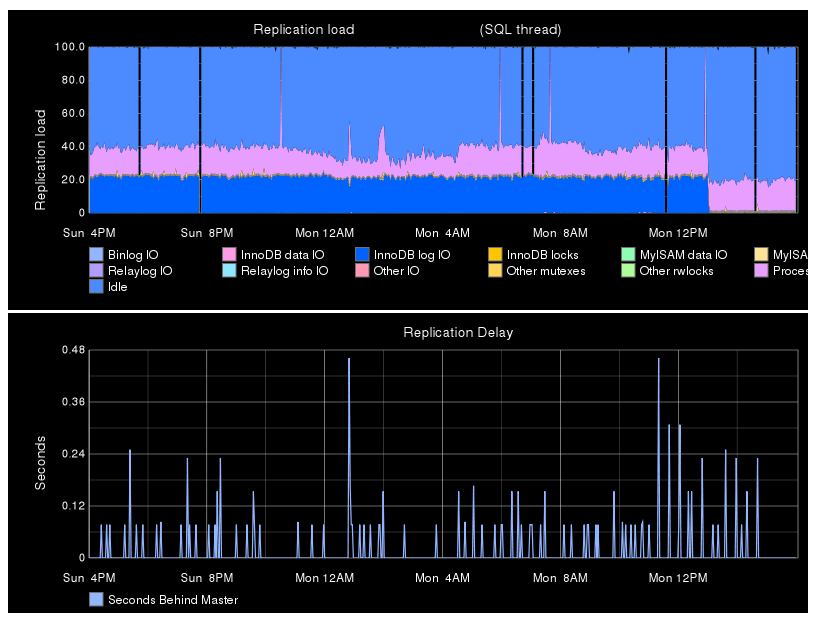 Replication load (SQL thread)
100.0
80.0
60.0
40.0
20.0
0
Replication load
Sun 4PM Sun 8PM Mon 12AM Mon 4AM Mon 8AM Mon 12PM
Binlog IO InnoDB data IO InnoDB log IO InnoDB locks MyISAM data IO MyISA
Relaylog IO Relaylog info IO Other IO Other mutexes Other rwlocks Proces
Idle
Replication Delay
0.48
0.36
0.24
0.12
0
Seconds
Sun 4PM Sun 8PM Mon 12AM Mon 4AM Mon 8AM Mon 12PM
Seconds Behind Master